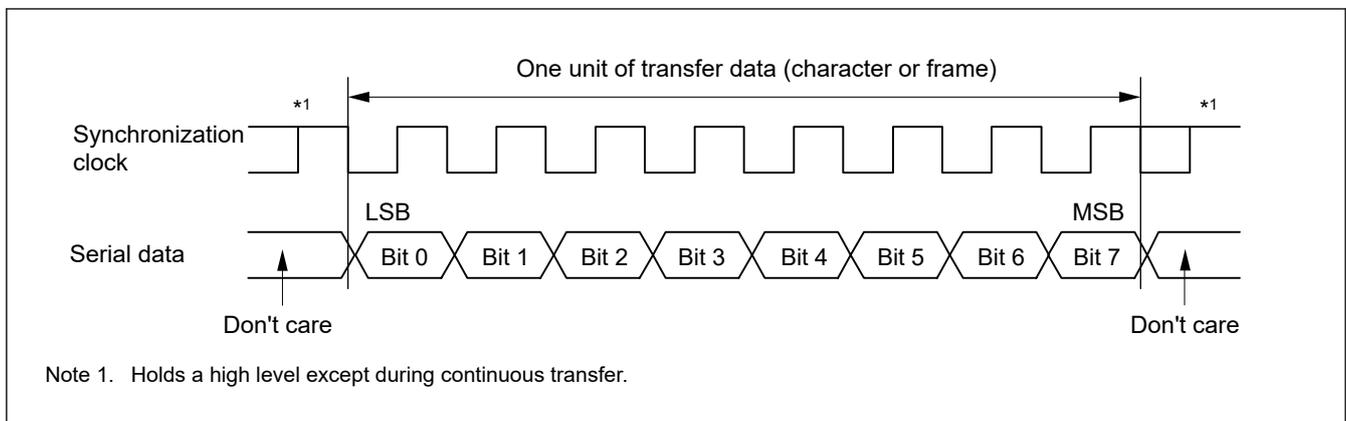 One unit of transfer data (character or frame)
*1
*1
Synchronization
clock
LSB
MSB
Serial data
Bit 0
Bit 1
Bit 2
Bit 3
Bit 4
Bit 5
Bit 6
Bit 7
Don't care
Don't care
Note 1. Holds a high level except during continuous transfer.